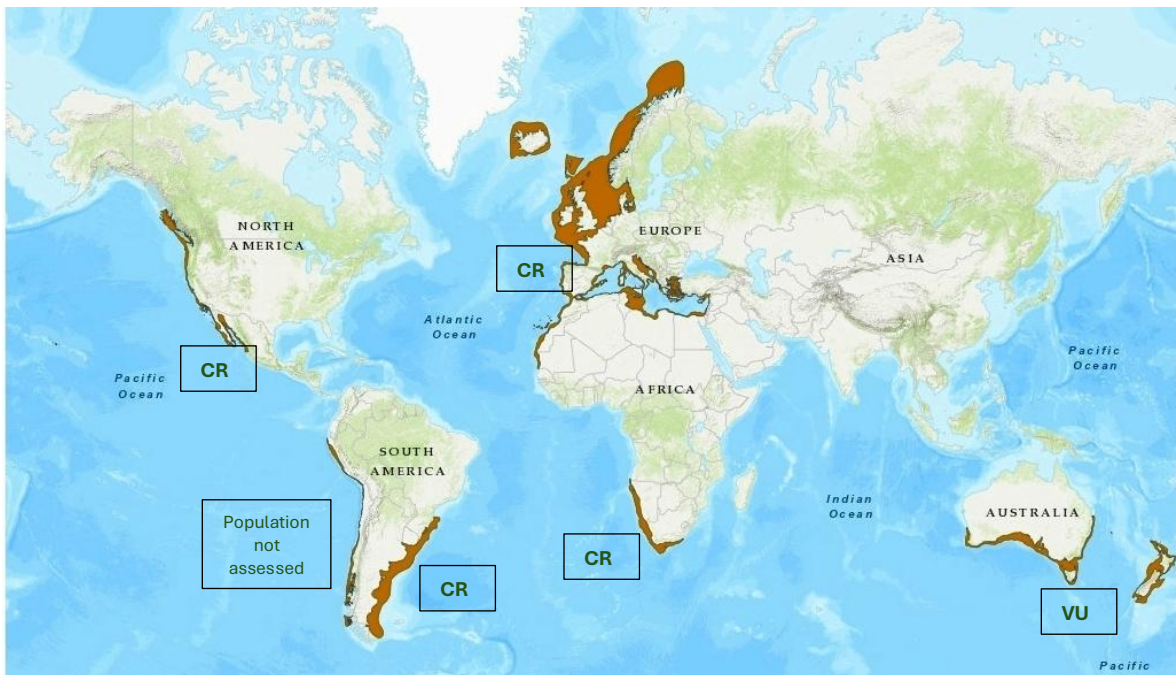 NORTH
AMERICA
EUROPE
ASIA
CR
Atlantic
Ocean
Pacific
Ocean
CR
Pacific
Ocean
AFRICA
SOUTH
AMERICA
Indian
Ocean
AUSTRALIA
Population
not
assessed
CR
CR
VU
Pacific